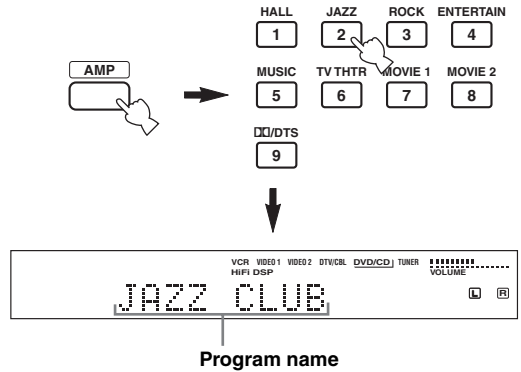 HALL JAZZ ROCK ENTERTAIN
1 2 3 4
AMP
MUSIC TV THTR MOVIE 1 MOVIE 2
5 6 7 8
/DTS
9
VCR VIDEO 1 VIDEO 2 DTV/CBL DVD/CD TUNER
HiFi DSP VOLUME
JAZZ CLUB L R
Program name